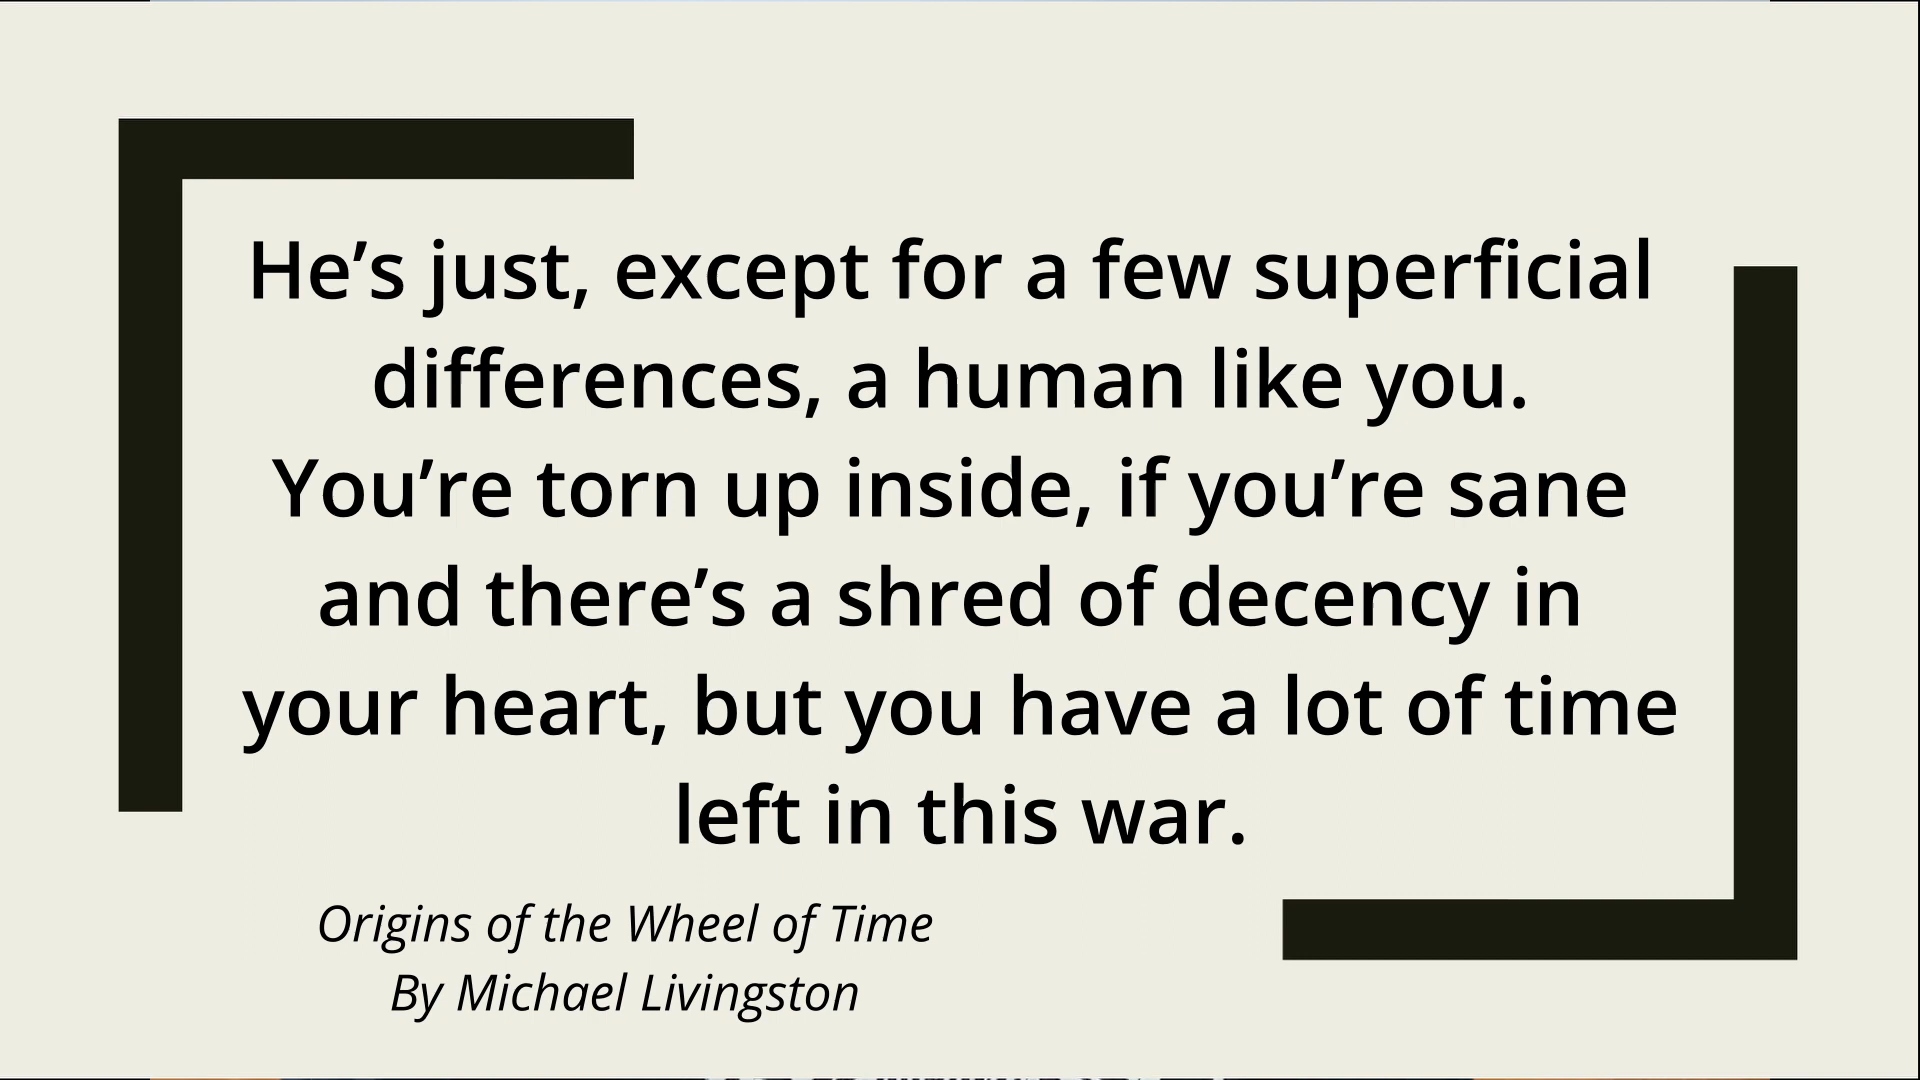 He’s just, except for a few superficial
differences, a human like you.
You’re torn up inside, if you’re sane
and there’s a shred of decency in
your heart, but you have a lot of time
left in this war.
Origins of the Wheel of Time
By Michael Livingston